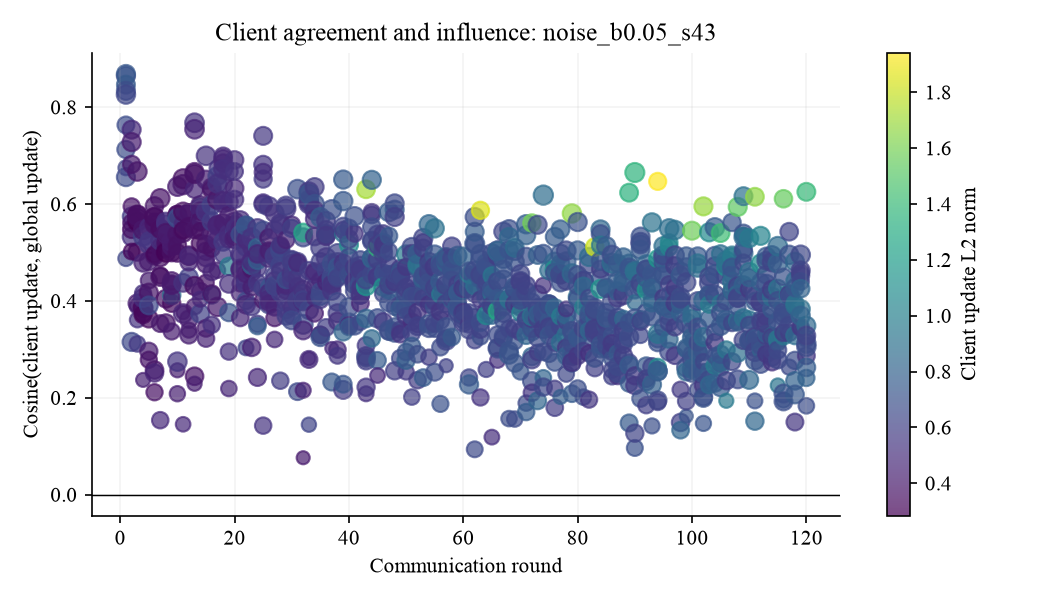 Client agreement and influence: noise_b0.05_s43
Cosine(client update, global update)
0.8
0.6
0.4
0.2
0.0
0 20 40 60 80 100 120
Communication round
1.8
1.6
1.4
1.2
1.0
0.8
0.6
0.4
Client update L2 norm